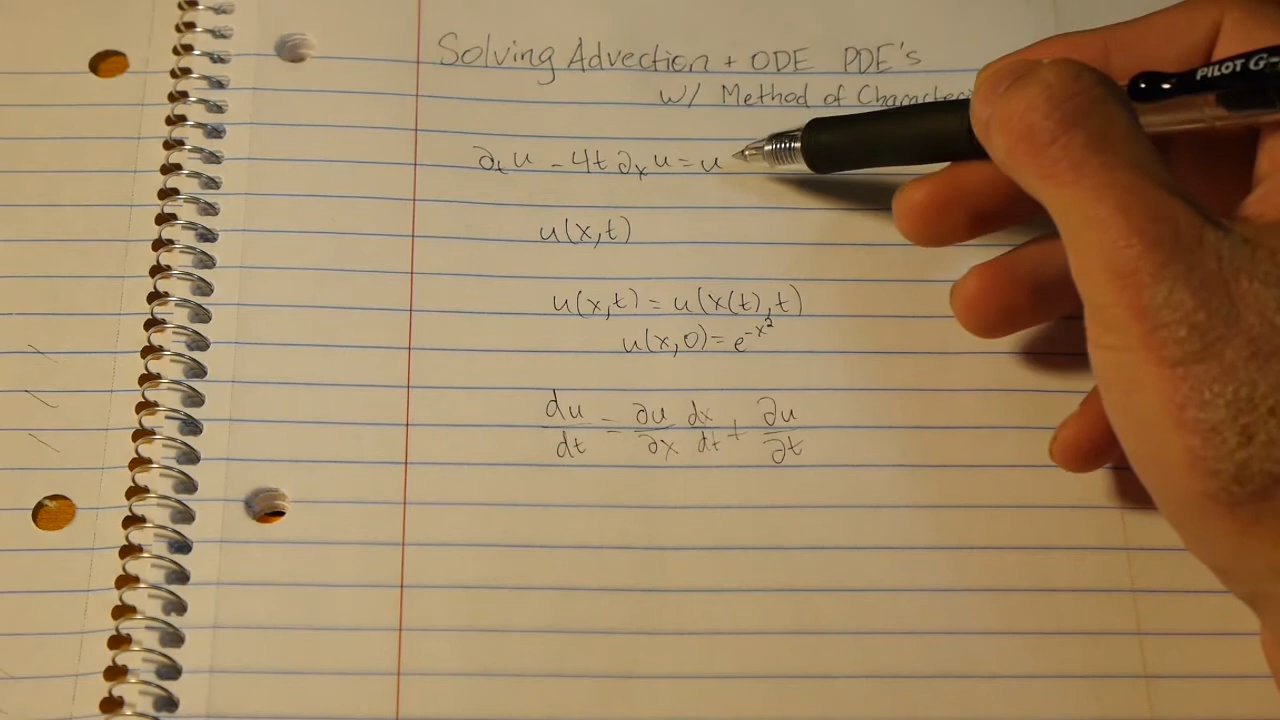 Solving Advection + ODE PDE's
W/ Method of
∂ₜu - 4t ∂ₓu = u
u(x,t)
u(x,t) = u(x(t),t)
u(x,0) = e^{-x²}
du/dt = ∂u/∂x dx/dt + ∂u/∂t
PILOT G-